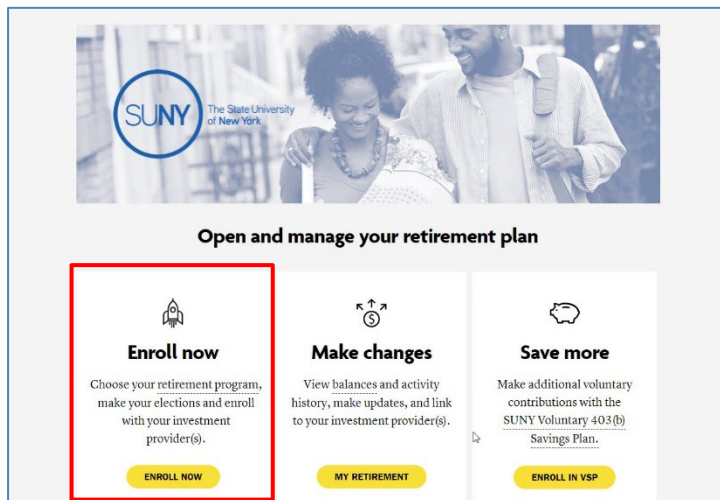 SUNY
The State University
of New York
Open and manage your retirement plan
Enroll now
Choose your retirement program,
make your elections and enroll
with your investment
provider(s).
ENROLL NOW
Make changes
View balances and activity
history, make updates, and link
to your investment provider(s).
MY RETIREMENT
Save more
Make additional voluntary
contributions with the
SUNY Voluntary 403(b)
Savings Plan.
ENROLL IN VSP